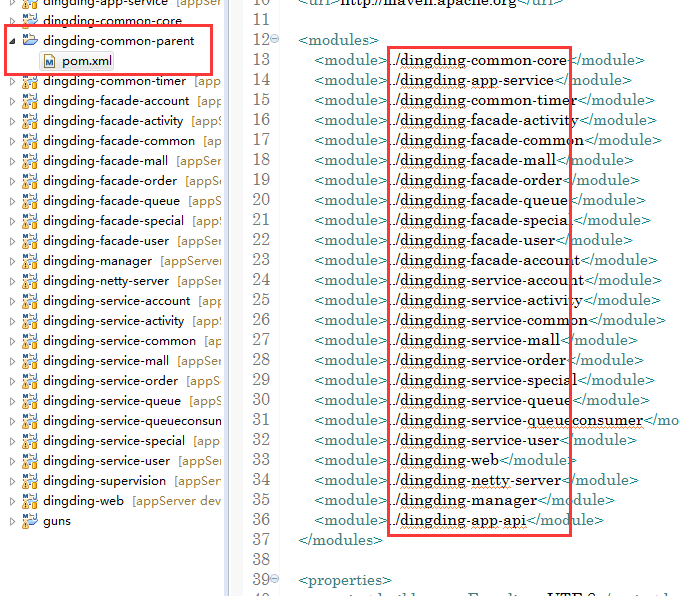 dingding-app-service [appServer
dingding-common-core
dingding-common-parent
pom.xml
dingding-common-timer [app
dingding-facade-account [ap
dingding-facade-activity [app
dingding-facade-common [ap
dingding-facade-mall [appSer
dingding-facade-order [appSe
dingding-facade-queue [appS
dingding-facade-special [app
dingding-facade-user [appSer
dingding-manager [appServer
dingding-netty-server [appSe
dingding-service-account [ap
dingding-service-activity [app
dingding-service-common [ap
dingding-service-mall [appSer
dingding-service-order [appSe
dingding-service-queue [appS
dingding-service-queueconsum
dingding-service-special [app
dingding-service-user [appSer
dingding-supervision [appServ
dingding-web [appServer dev
guns
10 <url>http://maven.apache.org</url>
11
12 <modules>
13 <module>../dingding-common-core</module>
14 <module>../dingding-app-service</module>
15 <module>../dingding-common-timer</module>
16 <module>../dingding-facade-activity</module>
17 <module>../dingding-facade-common</module>
18 <module>../dingding-facade-mall</module>
19 <module>../dingding-facade-order</module>
20 <module>../dingding-facade-queue</module>
21 <module>../dingding-facade-special</module>
22 <module>../dingding-facade-user</module>
23 <module>../dingding-facade-account</module>
24 <module>../dingding-service-account</module>
25 <module>../dingding-service-activity</module>
26 <module>../dingding-service-common</module>
27 <module>../dingding-service-mall</module>
28 <module>../dingding-service-order</module>
29 <module>../dingding-service-special</module>
30 <module>../dingding-service-queue</module>
31 <module>../dingding-service-queueconsumer</mo
32 <module>../dingding-service-user</module>
33 <module>../dingding-web</module>
34 <module>../dingding-netty-server</module>
35 <module>../dingding-manager</module>
36 <module>../dingding-app-api</module>
37 </modules>
38
39 <properties>